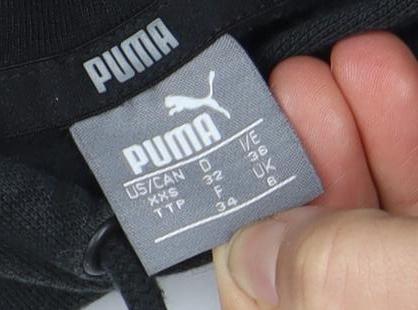 PUMA
PUMA
US/CAN D I/E
XXS 32 36
TTP F UK
34 6